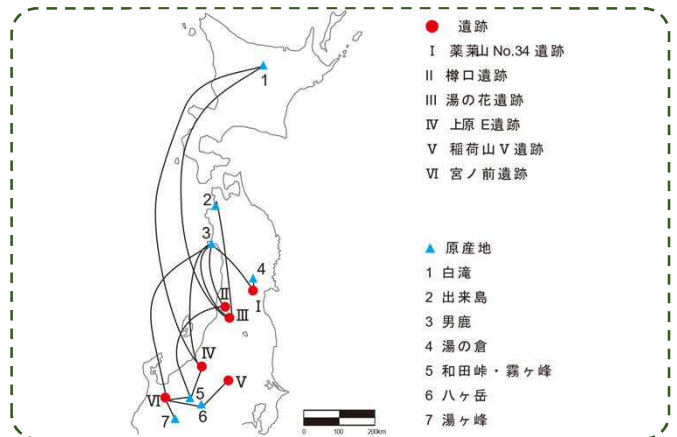 遺跡
I 薬莱山 No.34 遺跡
II 樽口遺跡
III 湯の花遺跡
IV 上原 E遺跡
V 稲荷山 V 遺跡
VI 宮ノ前遺跡
原産地
1 白滝
2 出来島
3 男鹿
4 湯の倉
5 和田峠・霧ヶ峰
6 八ヶ岳
7 湯ヶ峰
1
2
3
4
II
I
III
IV
V
VI
5
6
7
0 100 200km